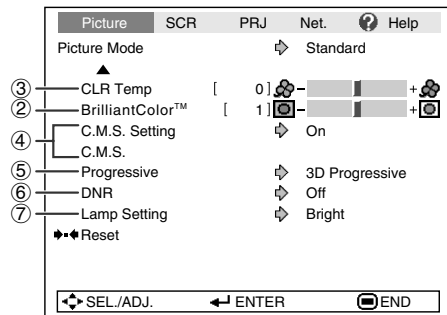 Picture SCR PRJ Net. ? Help
Picture Mode Standard
③ CLR Temp [ 0] - +
② BrilliantColor™ [ 1] - +
④ C.M.S. Setting On
C.M.S.
⑤ Progressive 3D Progressive
⑥ DNR Off
⑦ Lamp Setting Bright
Reset
SEL./ADJ. ENTER END